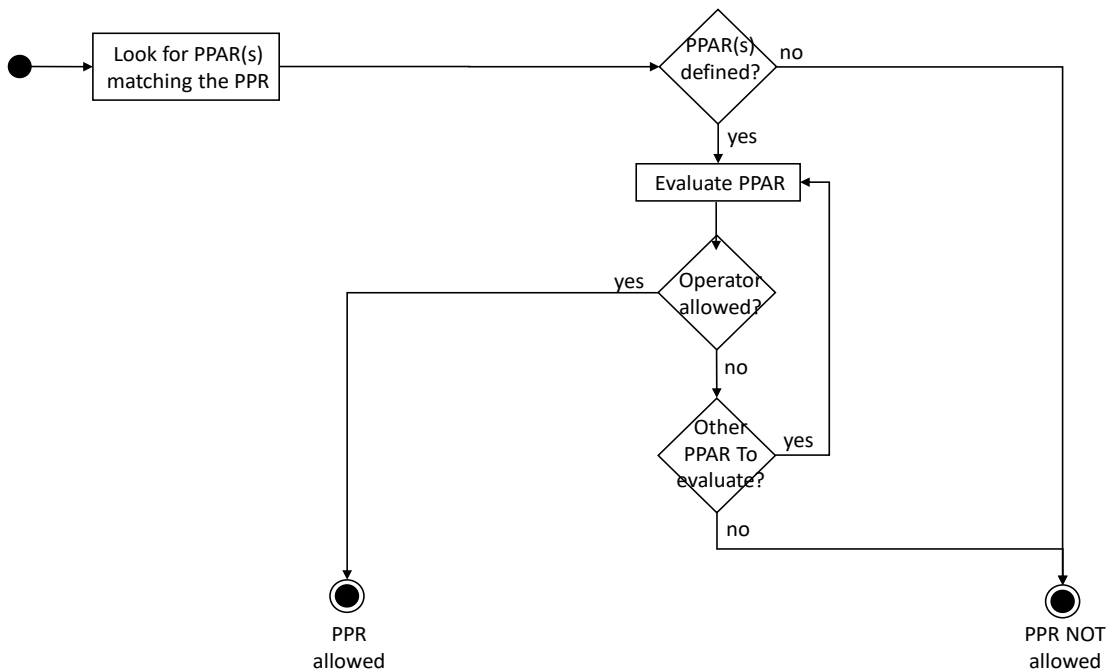 Look for PPAR(s)
matching the PPR
PPAR(s)
defined?
no
yes
Evaluate PPAR
Operator
allowed?
yes
no
Other
PPAR To
evaluate?
yes
no
PPR
allowed
PPR NOT
allowed